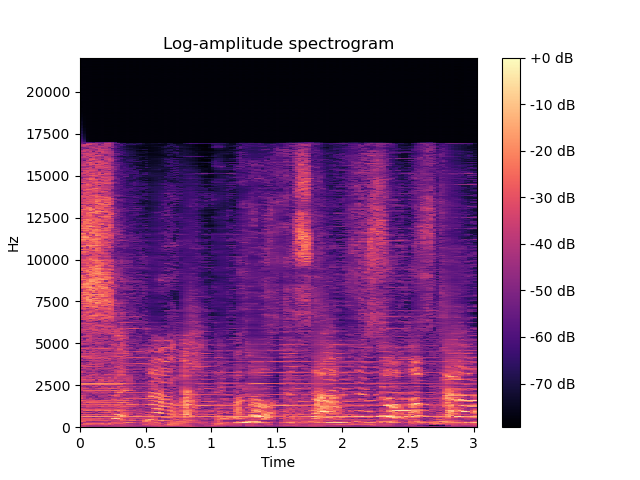 Log-amplitude spectrogram
20000
17500
15000
12500
10000
7500
5000
2500
0
Hz
0 0.5 1 1.5 2 2.5 3
Time
+0 dB
-10 dB
-20 dB
-30 dB
-40 dB
-50 dB
-60 dB
-70 dB